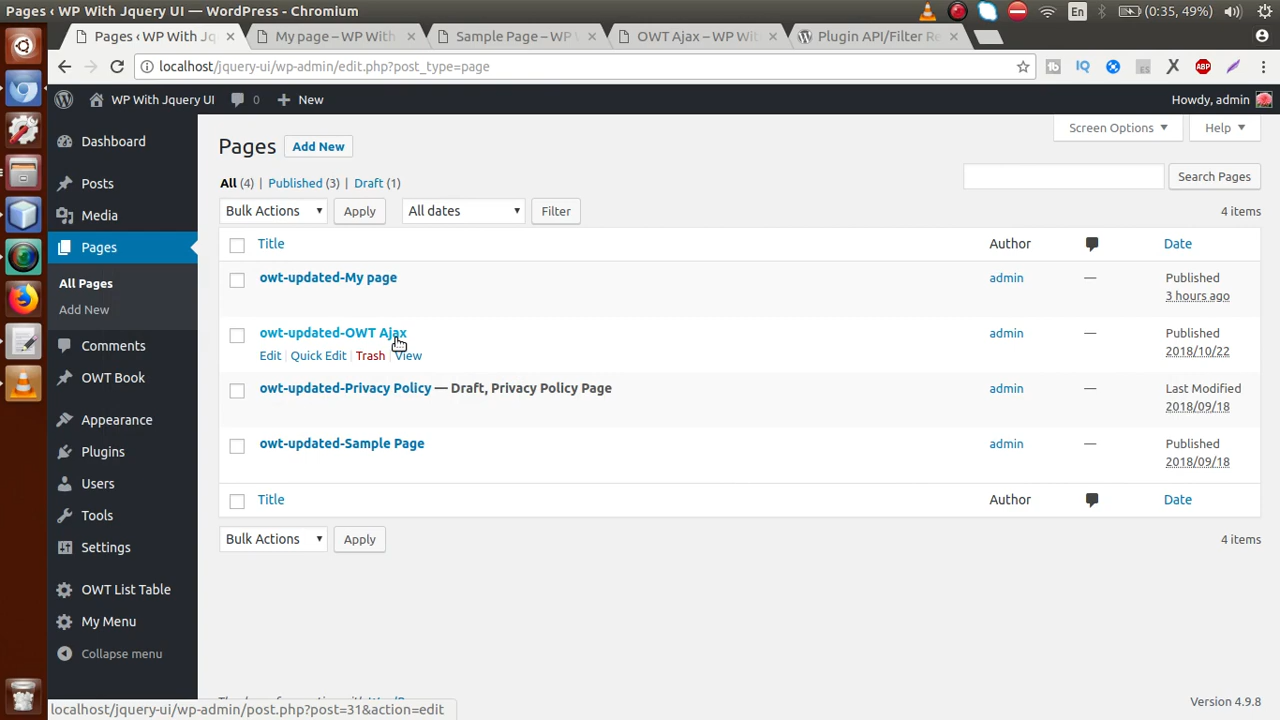 Pages ‹ WP With Jquery UI — WordPress - Chromium
En
(0:35, 49%)
Pages ‹ WP With Jq
My page – WP With
Sample Page – WP
OWT Ajax – WP Wit
Plugin API/Filter Re
localhost/jquery-ui/wp-admin/edit.php?post_type=page
IQ
ABP
WP With Jquery UI
0
New
Howdy, admin
Dashboard
Posts
Media
Pages
All Pages
Add New
Comments
OWT Book
Appearance
Plugins
Users
Tools
Settings
OWT List Table
My Menu
Collapse menu
Screen Options
Help
Pages
Add New
All (4) | Published (3) | Draft (1)
Search Pages
Bulk Actions
Apply
All dates
Filter
4 items
Title
Author
Date
owt-updated-My page
admin
—
Published
3 hours ago
owt-updated-OWT Ajax
Edit | Quick Edit | Trash | View
admin
—
Published
2018/10/22
owt-updated-Privacy Policy — Draft, Privacy Policy Page
admin
—
Last Modified
2018/09/18
owt-updated-Sample Page
admin
—
Published
2018/09/18
Title
Author
Date
Bulk Actions
Apply
4 items
Version 4.9.8
localhost/jquery-ui/wp-admin/post.php?post=31&action=edit